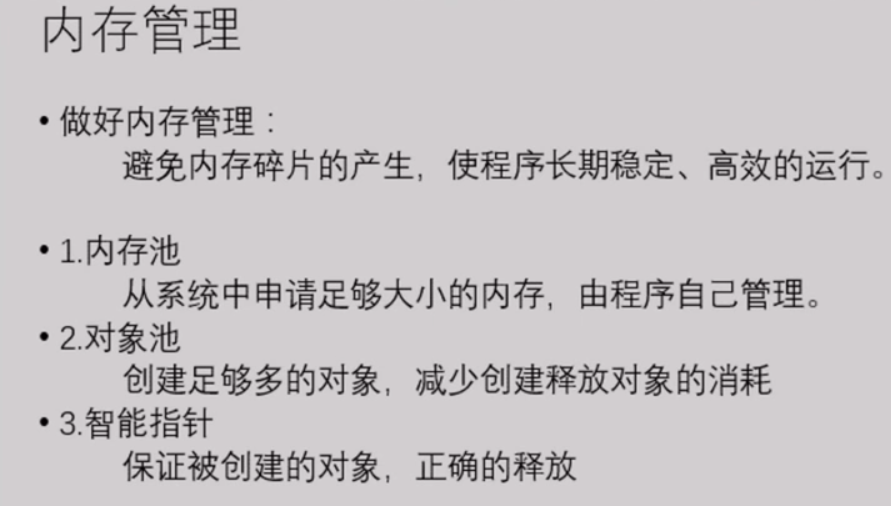 内存管理
• 做好内存管理：
避免内存碎片的产生，使程序长期稳定、高效的运行。
• 1.内存池
从系统中申请足够大小的内存，由程序自己管理。
• 2.对象池
创建足够多的对象，减少创建释放对象的消耗
• 3.智能指针
保证被创建的对象，正确的释放